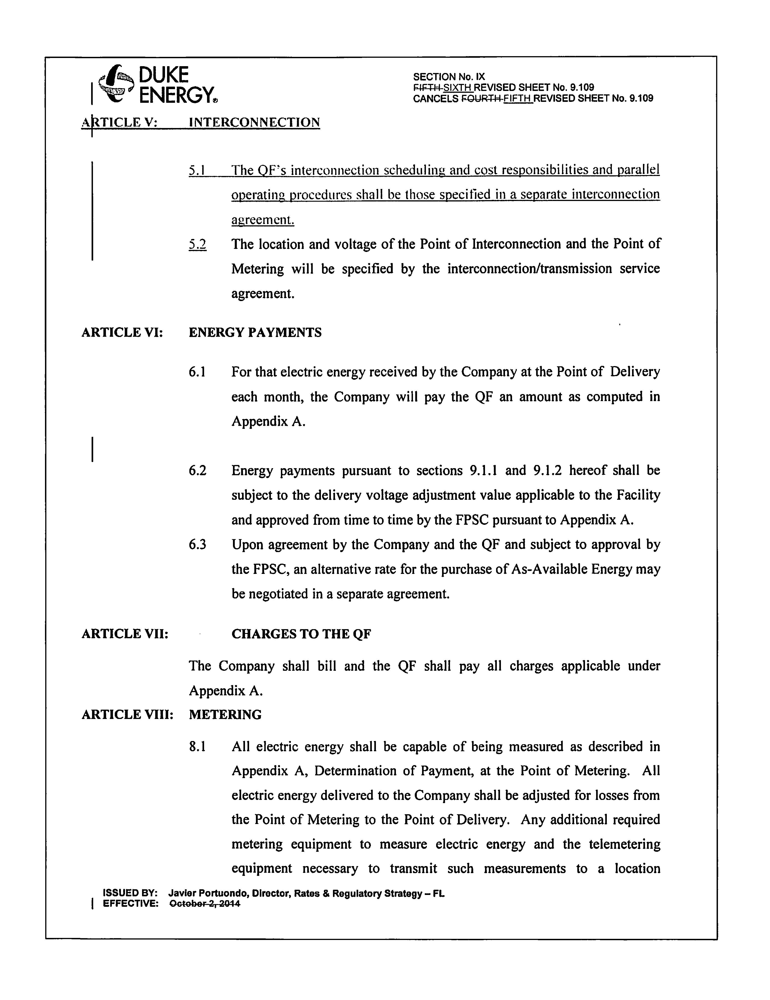 DUKE
ENERGY®
SECTION No. IX
FIFTH SIXTH REVISED SHEET No. 9.109
CANCELS FOURTH FIFTH REVISED SHEET No. 9.109
ARTICLE V: INTERCONNECTION
5.1 The QF's interconnection scheduling and cost responsibilities and parallel
operating procedures shall be those specified in a separate interconnection
agreement.
5.2 The location and voltage of the Point of Interconnection and the Point of
Metering will be specified by the interconnection/transmission service
agreement.
ARTICLE VI: ENERGY PAYMENTS
6.1 For that electric energy received by the Company at the Point of Delivery
each month, the Company will pay the QF an amount as computed in
Appendix A.
6.2 Energy payments pursuant to sections 9.1.1 and 9.1.2 hereof shall be
subject to the delivery voltage adjustment value applicable to the Facility
and approved from time to time by the FPSC pursuant to Appendix A.
6.3 Upon agreement by the Company and the QF and subject to approval by
the FPSC, an alternative rate for the purchase of As-Available Energy may
be negotiated in a separate agreement.
ARTICLE VII: CHARGES TO THE QF
The Company shall bill and the QF shall pay all charges applicable under
Appendix A.
ARTICLE VIII: METERING
8.1 All electric energy shall be capable of being measured as described in
Appendix A, Determination of Payment, at the Point of Metering. All
electric energy delivered to the Company shall be adjusted for losses from
the Point of Metering to the Point of Delivery. Any additional required
metering equipment to measure electric energy and the telemetering
equipment necessary to transmit such measurements to a location
ISSUED BY: Javier Portuondo, Director, Rates & Regulatory Strategy – FL
EFFECTIVE: October 2, 2014